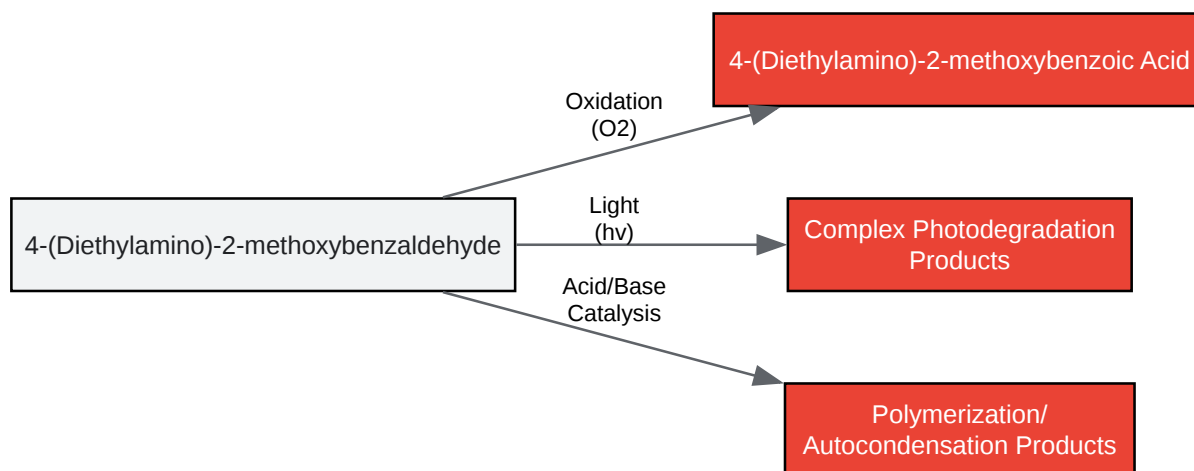 4-(Diethylamino)-2-methoxybenzoic Acid
Oxidation
(O2)
4-(Diethylamino)-2-methoxybenzaldehyde
Light
(hv)
Complex Photodegradation
Products
Acid/Base
Catalysis
Polymerization/
Autocondensation Products